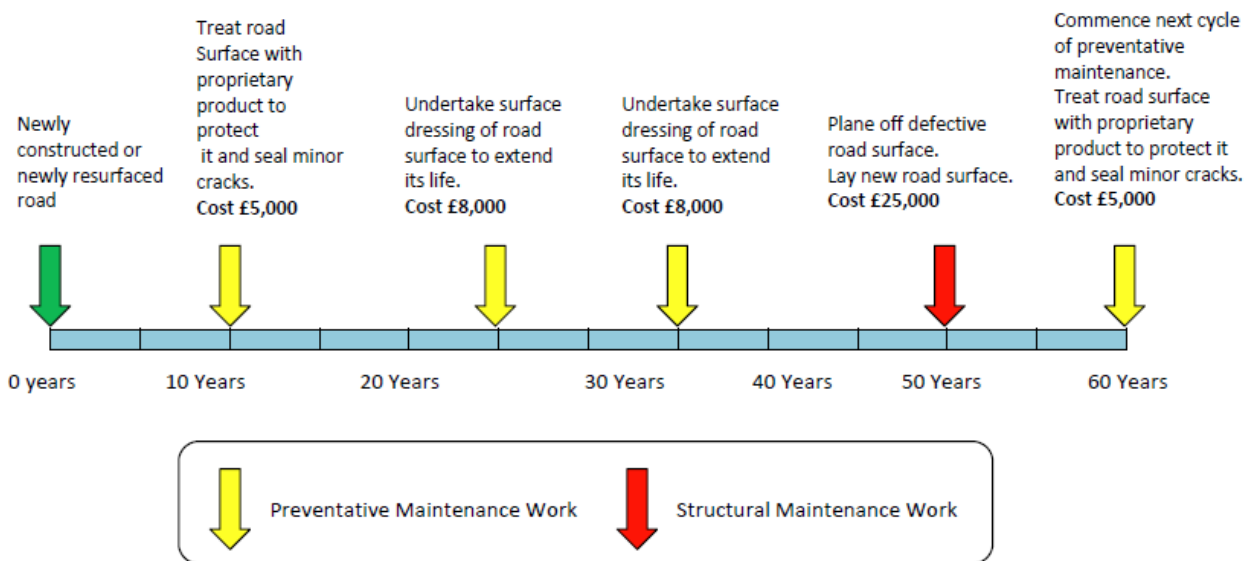 Newly
constructed or
newly resurfaced
road
Treat road
Surface with
proprietary
product to
protect
it and seal minor
cracks.
Cost £5,000
Undertake surface
dressing of road
surface to extend
its life.
Cost £8,000
Undertake surface
dressing of road
surface to extend
its life.
Cost £8,000
Plane off defective
road surface.
Lay new road surface.
Cost £25,000
Commence next cycle
of preventative
maintenance.
Treat road surface
with proprietary
product to protect it
and seal minor cracks.
Cost £5,000
0 years
10 Years
20 Years
30 Years
40 Years
50 Years
60 Years
Preventative Maintenance Work
Structural Maintenance Work